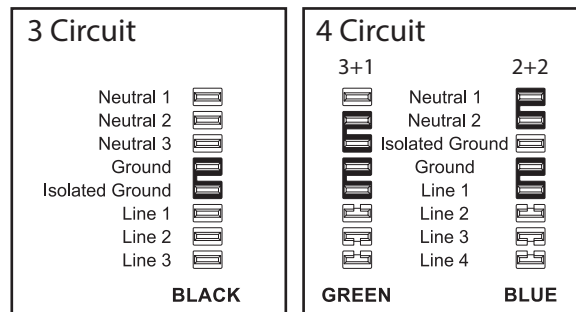 3 Circuit
Neutral 1
Neutral 2
Neutral 3
Ground
Isolated Ground
Line 1
Line 2
Line 3
BLACK
4 Circuit
3+1 2+2
Neutral 1
Neutral 2
Isolated Ground
Ground
Line 1
Line 2
Line 3
Line 4
GREEN BLUE